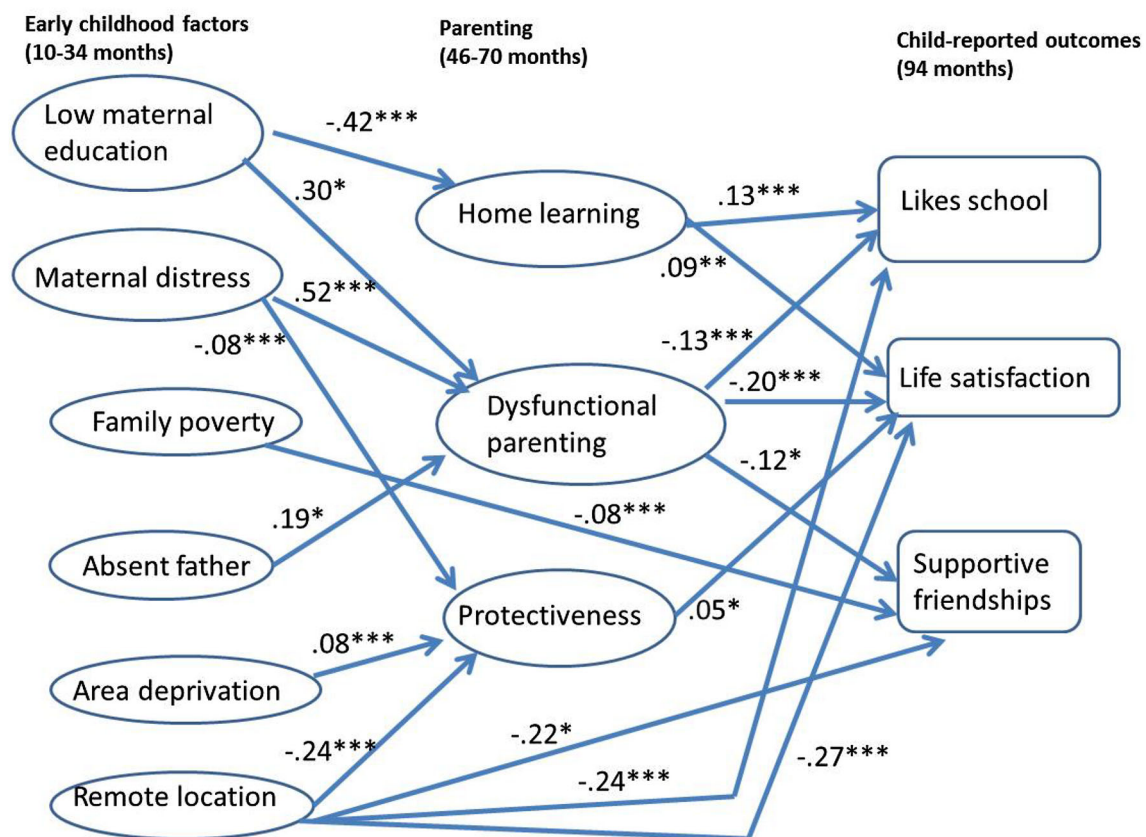 Early childhood factors
(10-34 months)
Parenting
(46-70 months)
Child-reported outcomes
(94 months)
Low maternal
education
-.42***
.30*
Home learning
.13***
Likes school
Maternal distress
.52***
.09**
-.08***
-.13***
Family poverty
Dysfunctional
parenting
-.20***
Life satisfaction
-.12*
Absent father
.19*
-.08***
Supportive
friendships
Protectiveness
.05*
.08***
Area deprivation
-.24***
-.22*
-.24***
-.27***
Remote location